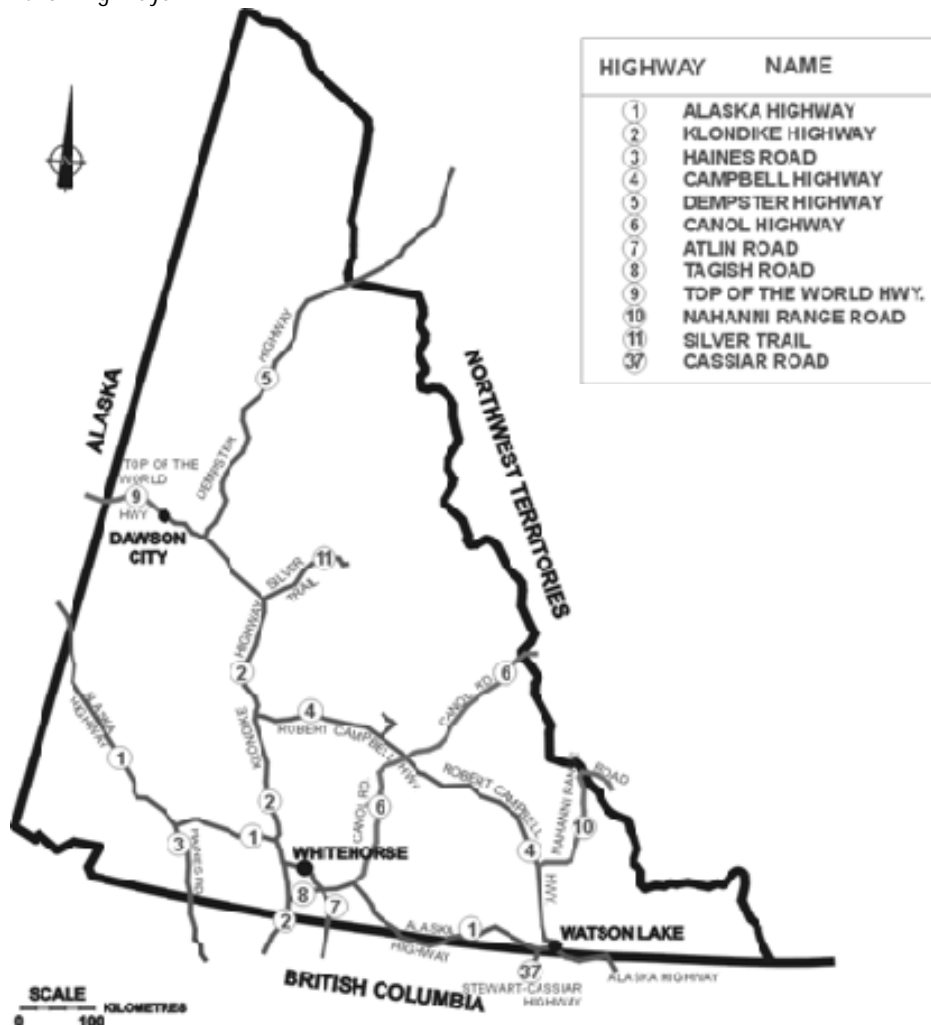 HIGHWAY NAME
1 ALASKA HIGHWAY
2 KLONDIKE HIGHWAY
3 HAINES ROAD
4 CAMPBELL HIGHWAY
5 DEMPSTER HIGHWAY
6 CANOL HIGHWAY
7 ATLIN ROAD
8 TAGISH ROAD
9 TOP OF THE WORLD HWY.
10 NAHANNI RANGE ROAD
11 SILVER TRAIL
37 CASSIAR ROAD
ALASKA
NORTHWEST TERRITORIES
DEMPSTER
5
HIGHWAY
TOP OF THE
WORLD
9
HWY
DAWSON
CITY
SILVER
TRAIL
11
HIGHWAY
2
KLONDIKE
2
ALASKA
HIGHWAY
1
1
3
HAINES RD
4
ROBERT CAMPBELL HWY
CANOL RD
6
CANOL RD
6
ROBERT CAMPBELL
4
HWY
NAHANNI RANGE
ROAD
10
WHITEHORSE
8
7
2
ALASKA
1
HIGHWAY
WATSON LAKE
37
STEWART-CASSIAR
HIGHWAY
ALASKA HIGHWAY
BRITISH COLUMBIA
SCALE
KILOMETRES
0 100